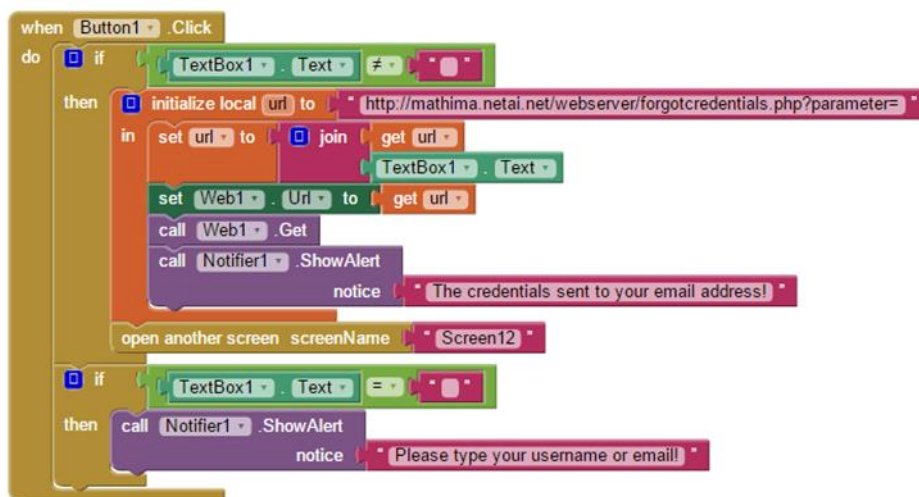 when Button1 .Click
do if TextBox1 . Text ≠ " "
then initialize local url to " http://mathima.netai.net/webserver/forgotcredentials.php?parameter= "
in set url to join get url
TextBox1 . Text
set Web1 . Url to get url
call Web1 .Get
call Notifier1 .ShowAlert
notice " The credentials sent to your email address! "
open another screen screenName " Screen12 "
if TextBox1 . Text = " "
then call Notifier1 .ShowAlert
notice " Please type your username or email! "